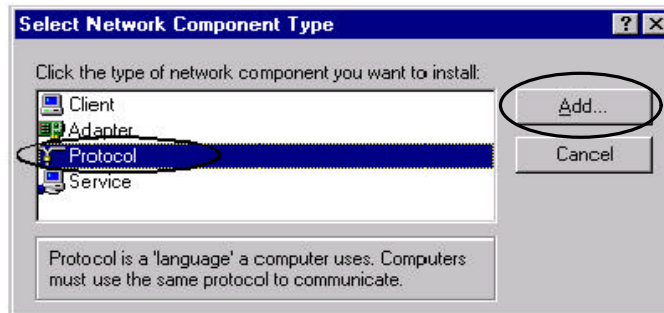 Select Network Component Type
Click the type of network component you want to install:
Client
Adapter
Protocol
Service
Add...
Cancel
Protocol is a 'language' a computer uses. Computers
must use the same protocol to communicate.